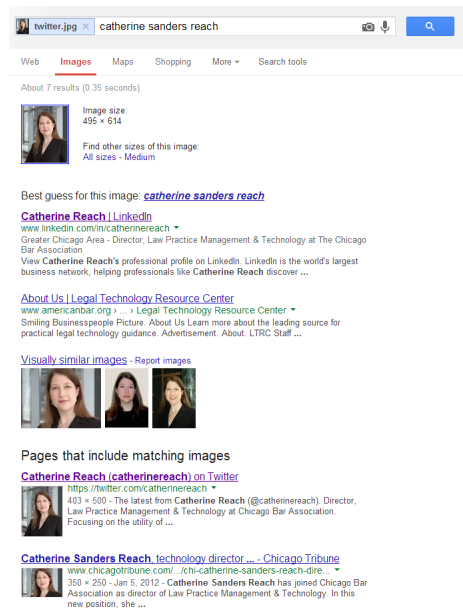 twitter.jpg × catherine sanders reach
Web Images Maps Shopping More Search tools
About 7 results (0.35 seconds)
Image size:
495 × 614
Find other sizes of this image:
All sizes - Medium
Best guess for this image: catherine sanders reach
Catherine Reach | LinkedIn
www.linkedin.com/in/catherinereach
Greater Chicago Area - Director, Law Practice Management & Technology at The Chicago
Bar Association
View Catherine Reach's professional profile on LinkedIn. LinkedIn is the world's largest
business network, helping professionals like Catherine Reach discover ...
About Us | Legal Technology Resource Center
www.americanbar.org › ... › Legal Technology Resource Center
Smiling Businesspeople Picture. About Us Learn more about the leading source for
practical legal technology guidance. Advertisement. About. LTRC Staff ...
Visually similar images - Report images
Pages that include matching images
Catherine Reach (catherinereach) on Twitter
https://twitter.com/catherinereach
403 × 500 - The latest from Catherine Reach (@catherinereach). Director,
Law Practice Management & Technology at Chicago Bar Association.
Focusing on the utility of ...
Catherine Sanders Reach, technology director ... - Chicago Tribune
www.chicagotribune.com/.../chi-catherine-sanders-reach-dire...
350 × 250 - Jan 5, 2012 - Catherine Sanders Reach has joined Chicago Bar
Association as director of Law Practice Management & Technology. In this
new position, she ...